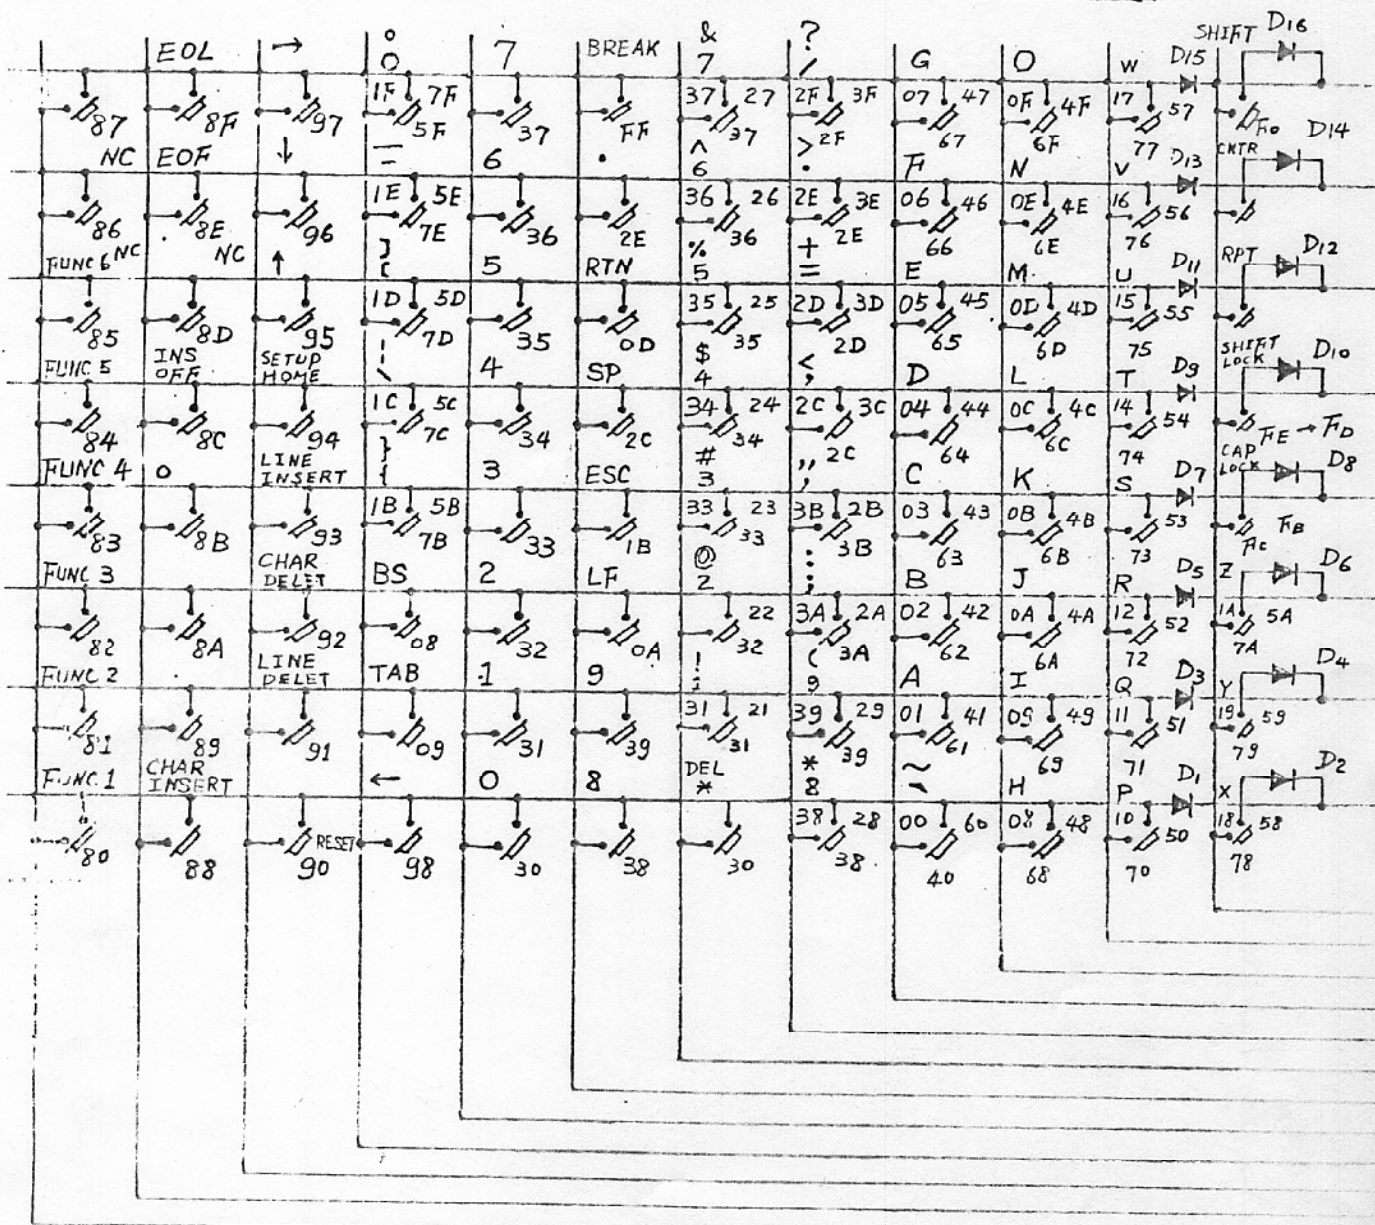 SHIFT D16
EOL → ° 0 7 BREAK & 7 ? / G O W D15
1F 7F 37 27 2F 3F 07 47 0F 4F 17 57
87 8F 97 5F 37 FF 37 2F 67 6F 77 F0 D14
NC EOF ↓ 6 . ^ 6 > . F N V D13 CNTR
1E 5E 36 26 2E 3E 06 46 0E 4E 16 56
86 8E 96 7E 36 2E 36 2E 66 6E 76
FUNC 6 NC NC ↑ ] [ 5 RTN % 5 + = E M U D11 RPT D12
1D 5D 35 25 2D 3D 05 45 0D 4D 15 55
85 8D 95 7D 35 0D 35 2D 65 6D 75
FUNC 5 INS OFF SETUP HOME ¦ \ 4 SP $ 4 < , D L T D9 SHIFT LOCK D10
1C 5C 34 24 2C 3C 04 44 0C 4C 14 54
84 8C 94 7C 34 2C 34 2C 64 6C 74 FE → FD
FUNC 4 0 LINE INSERT } { 3 ESC # 3 ,, , C K S D7 CAP LOCK D8
1B 5B 33 23 3B 2B 03 43 0B 4B 53
83 8B 93 7B 33 1B 33 3B 63 6B 73 FC FB
FUNC 3 CHAR DELET BS 2 LF @ 2 : ; B J R D5 Z D6
22 3A 2A 02 42 0A 4A 12 52 1A 5A
82 8A 92 08 32 0A 32 3A 62 6A 72 7A
FUNC 2 LINE DELET TAB 1 9 ! 1 ( 9 A I Q D3 Y D4
31 21 39 29 01 41 09 49 11 51 19 59
81 89 91 09 31 39 31 39 61 69 71 79
FUNC 1 CHAR INSERT ← 0 8 DEL * * 8 ~ ` H P D1 X D2
38 28 00 60 08 48 10 50 18 58
80 88 90 RESET 98 30 38 30 38 40 68 70 78